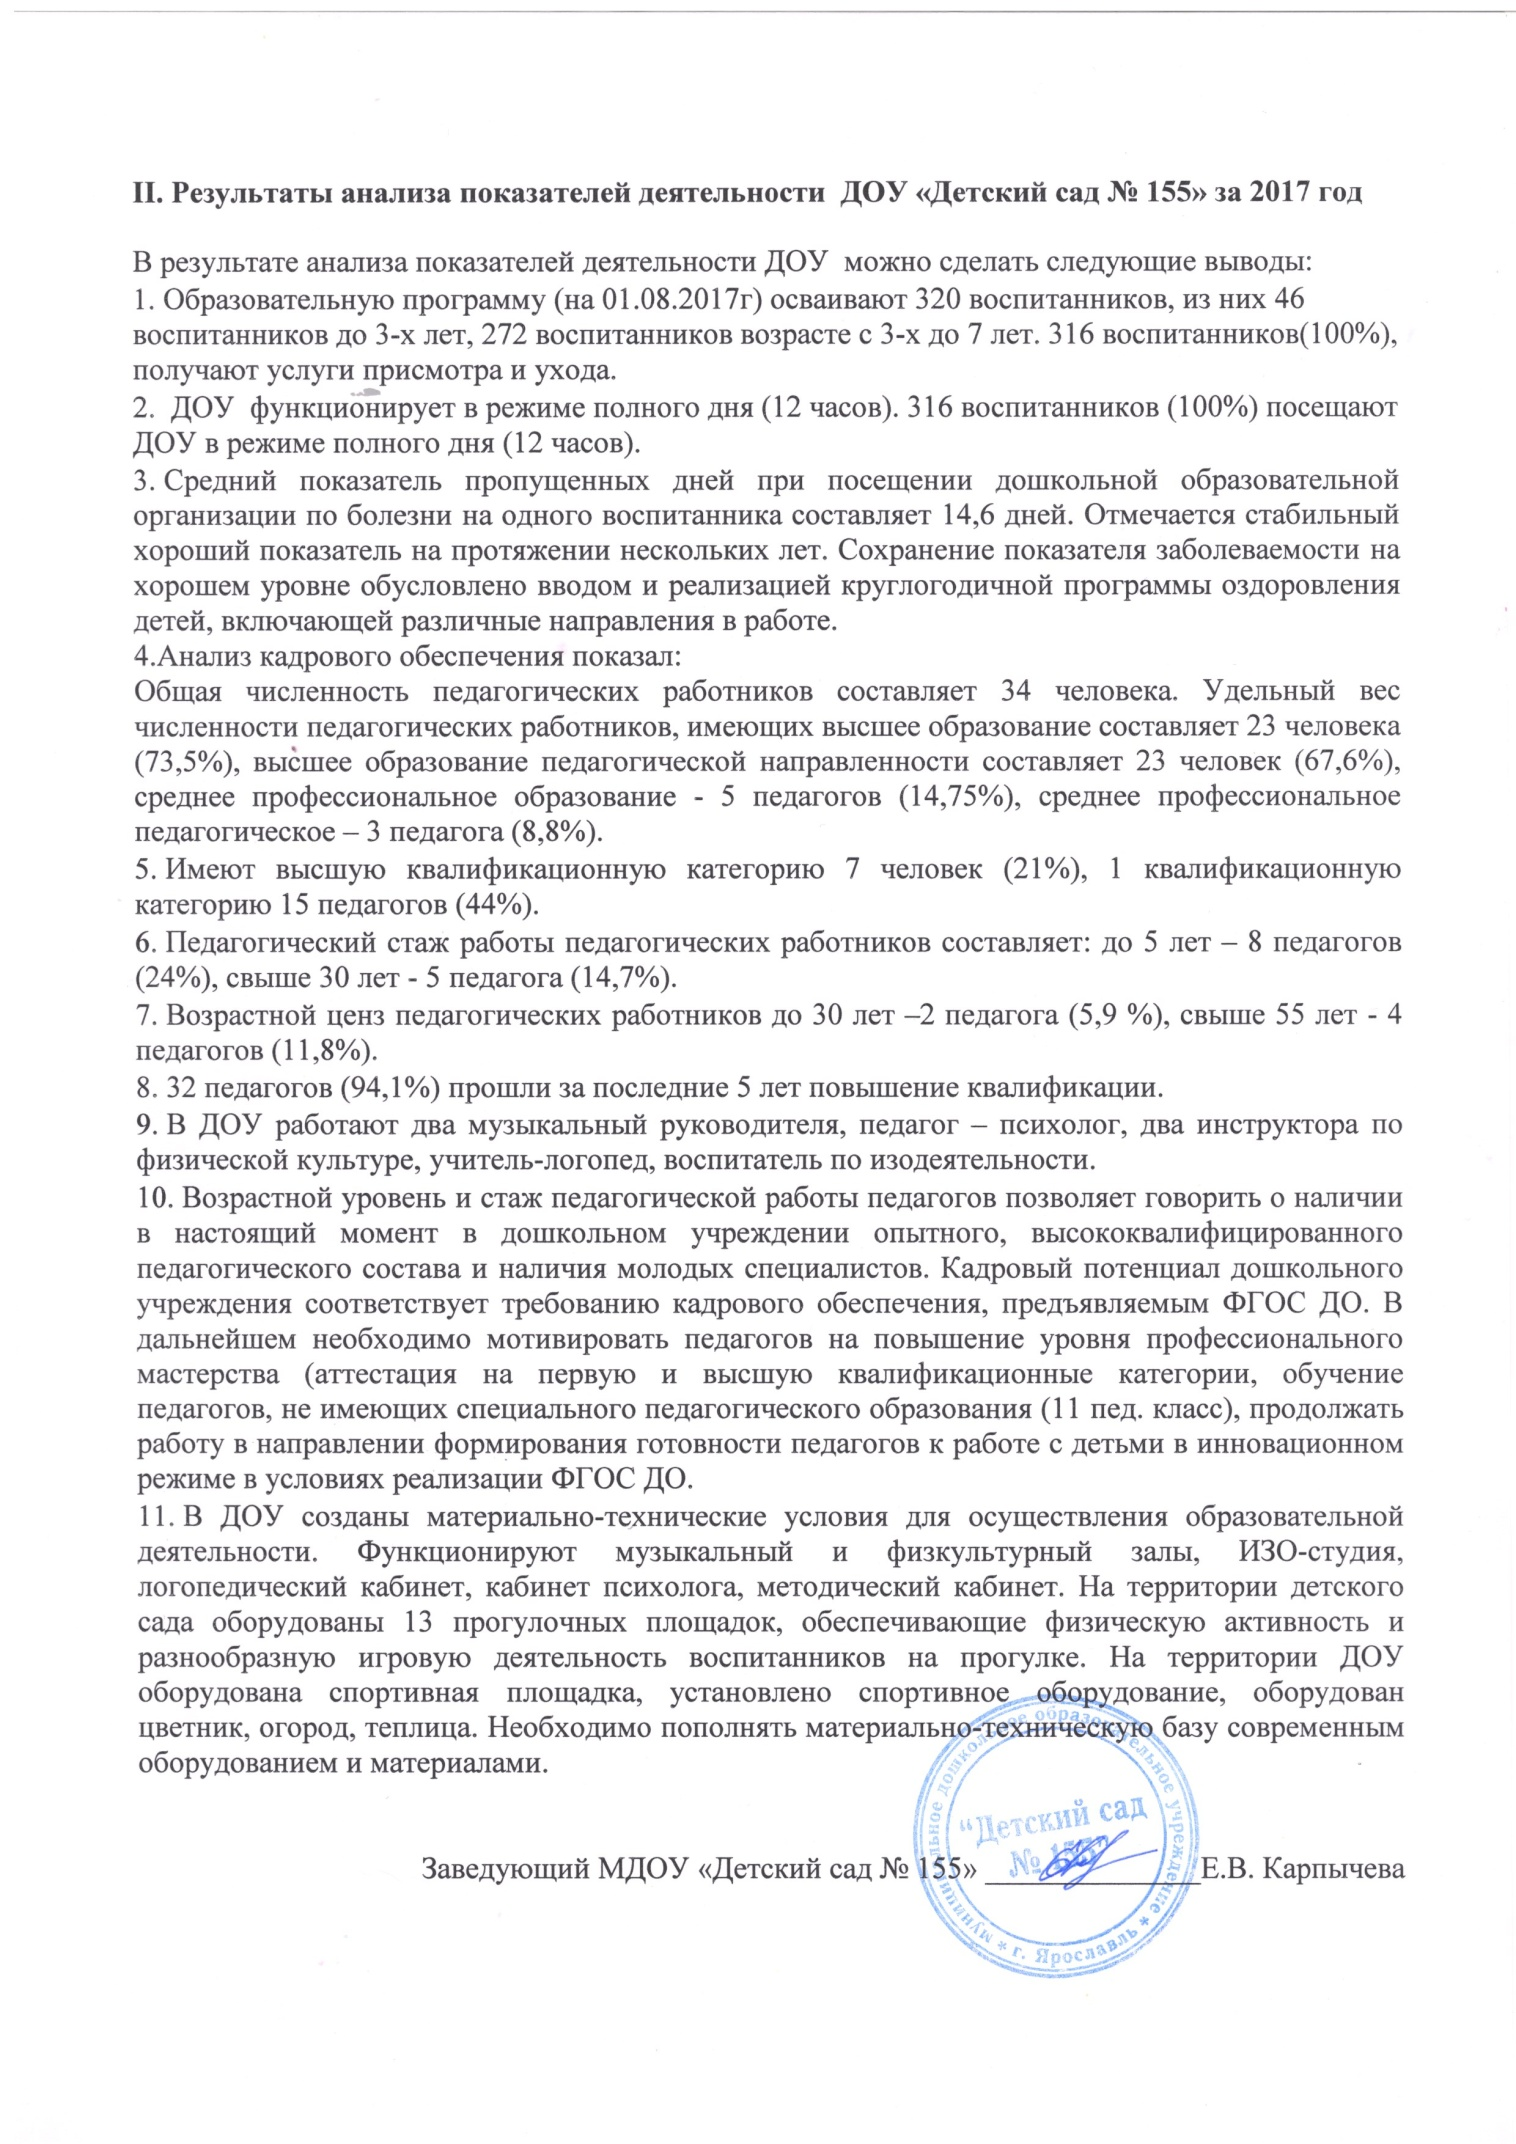 II. Результаты анализа показателей деятельности  ДОУ «Детский сад № 155» за 2017 год
В результате анализа показателей деятельности ДОУ  можно сделать следующие выводы:
1. Образовательную программу (на 01.08.2017г) осваивают 320 воспитанников, из них 46
воспитанников до 3-х лет, 272 воспитанников возрасте с 3-х до 7 лет. 316 воспитанников(100%),
получают услуги присмотра и ухода.
2.  ДОУ  функционирует в режиме полного дня (12 часов). 316 воспитанников (100%) посещают
ДОУ в режиме полного дня (12 часов).
3. Средний показатель пропущенных дней при посещении дошкольной образовательной
организации по болезни на одного воспитанника составляет 14,6 дней. Отмечается стабильный
хороший показатель на протяжении нескольких лет. Сохранение показателя заболеваемости на
хорошем уровне обусловлено вводом и реализацией круглогодичной программы оздоровления
детей, включающей различные направления в работе.
4.Анализ кадрового обеспечения показал:
Общая численность педагогических работников составляет 34 человека. Удельный вес
численности педагогических работников, имеющих высшее образование составляет 23 человека
(73,5%), высшее образование педагогической направленности составляет 23 человек (67,6%),
среднее профессиональное образование - 5 педагогов (14,75%), среднее профессиональное
педагогическое – 3 педагога (8,8%).
5. Имеют высшую квалификационную категорию 7 человек (21%), 1 квалификационную
категорию 15 педагогов (44%).
6. Педагогический стаж работы педагогических работников составляет: до 5 лет – 8 педагогов
(24%), свыше 30 лет - 5 педагога (14,7%).
7. Возрастной ценз педагогических работников до 30 лет –2 педагога (5,9 %), свыше 55 лет - 4
педагогов (11,8%).
8. 32 педагогов (94,1%) прошли за последние 5 лет повышение квалификации.
9. В ДОУ работают два музыкальный руководителя, педагог – психолог, два инструктора по
физической культуре, учитель-логопед, воспитатель по изодеятельности.
10. Возрастной уровень и стаж педагогической работы педагогов позволяет говорить о наличии
в настоящий момент в дошкольном учреждении опытного, высококвалифицированного
педагогического состава и наличия молодых специалистов. Кадровый потенциал дошкольного
учреждения соответствует требованию кадрового обеспечения, предъявляемым ФГОС ДО. В
дальнейшем необходимо мотивировать педагогов на повышение уровня профессионального
мастерства (аттестация на первую и высшую квалификационные категории, обучение
педагогов, не имеющих специального педагогического образования (11 пед. класс), продолжать
работу в направлении формирования готовности педагогов к работе с детьми в инновационном
режиме в условиях реализации ФГОС ДО.
11. В ДОУ созданы материально-технические условия для осуществления образовательной
деятельности. Функционируют музыкальный и физкультурный залы, ИЗО-студия,
логопедический кабинет, кабинет психолога, методический кабинет. На территории детского
сада оборудованы 13 прогулочных площадок, обеспечивающие физическую активность и
разнообразную игровую деятельность воспитанников на прогулке. На территории ДОУ
оборудована спортивная площадка, установлено спортивное оборудование, оборудован
цветник, огород, теплица. Необходимо пополнять материально-техническую базу современным
оборудованием и материалами.
Заведующий МДОУ «Детский сад № 155» ______________Е.В. Карпычева
* муниципальное дошкольное образовательное учреждение * г. Ярославль
“Детский сад
№ 155”